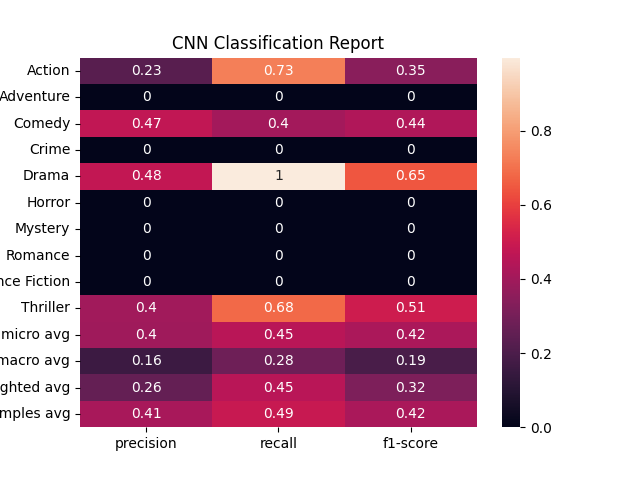 CNN Classification Report
Action 0.23 0.73 0.35
Adventure 0 0 0
Comedy 0.47 0.4 0.44
Crime 0 0 0
Drama 0.48 1 0.65
Horror 0 0 0
Mystery 0 0 0
Romance 0 0 0
nce Fiction 0 0 0
Thriller 0.4 0.68 0.51
micro avg 0.4 0.45 0.42
macro avg 0.16 0.28 0.19
ghted avg 0.26 0.45 0.32
mples avg 0.41 0.49 0.42
precision recall f1-score
0.8
0.6
0.4
0.2
0.0